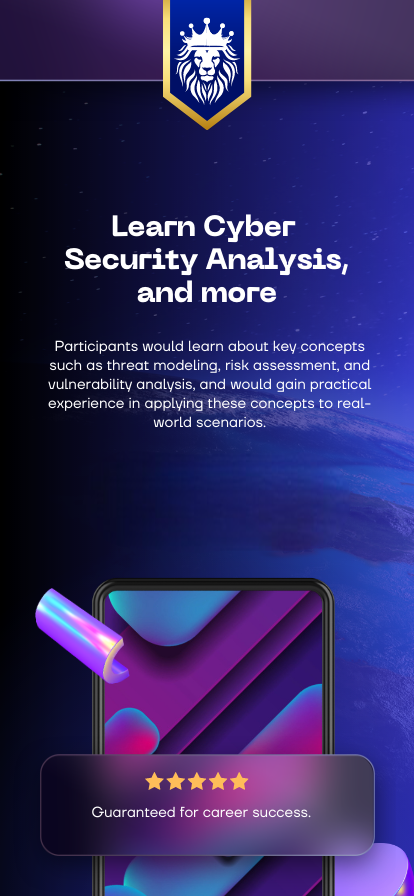 Learn Cyber
Security Analysis,
and more
Participants would learn about key concepts
such as threat modeling, risk assessment, and
vulnerability analysis, and would gain practical
experience in applying these concepts to real-
world scenarios.
Guaranteed for career success.